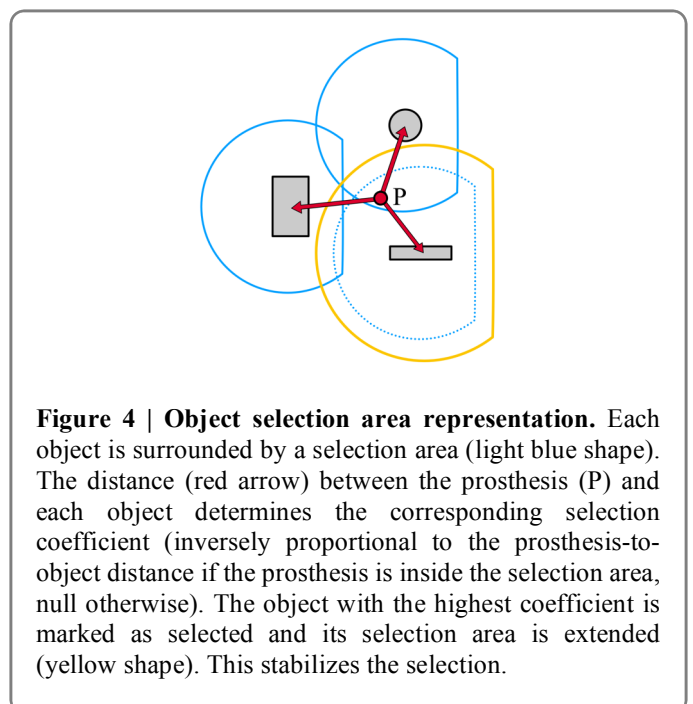 P
Figure 4 | Object selection area representation. Each
object is surrounded by a selection area (light blue shape).
The distance (red arrow) between the prosthesis (P) and
each object determines the corresponding selection
coefficient (inversely proportional to the prosthesis-to-
object distance if the prosthesis is inside the selection area,
null otherwise). The object with the highest coefficient is
marked as selected and its selection area is extended
(yellow shape). This stabilizes the selection.